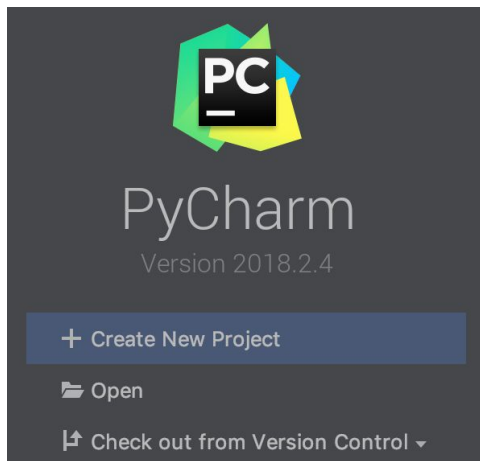 PC
PyCharm
Version 2018.2.4
Create New Project
Open
Check out from Version Control